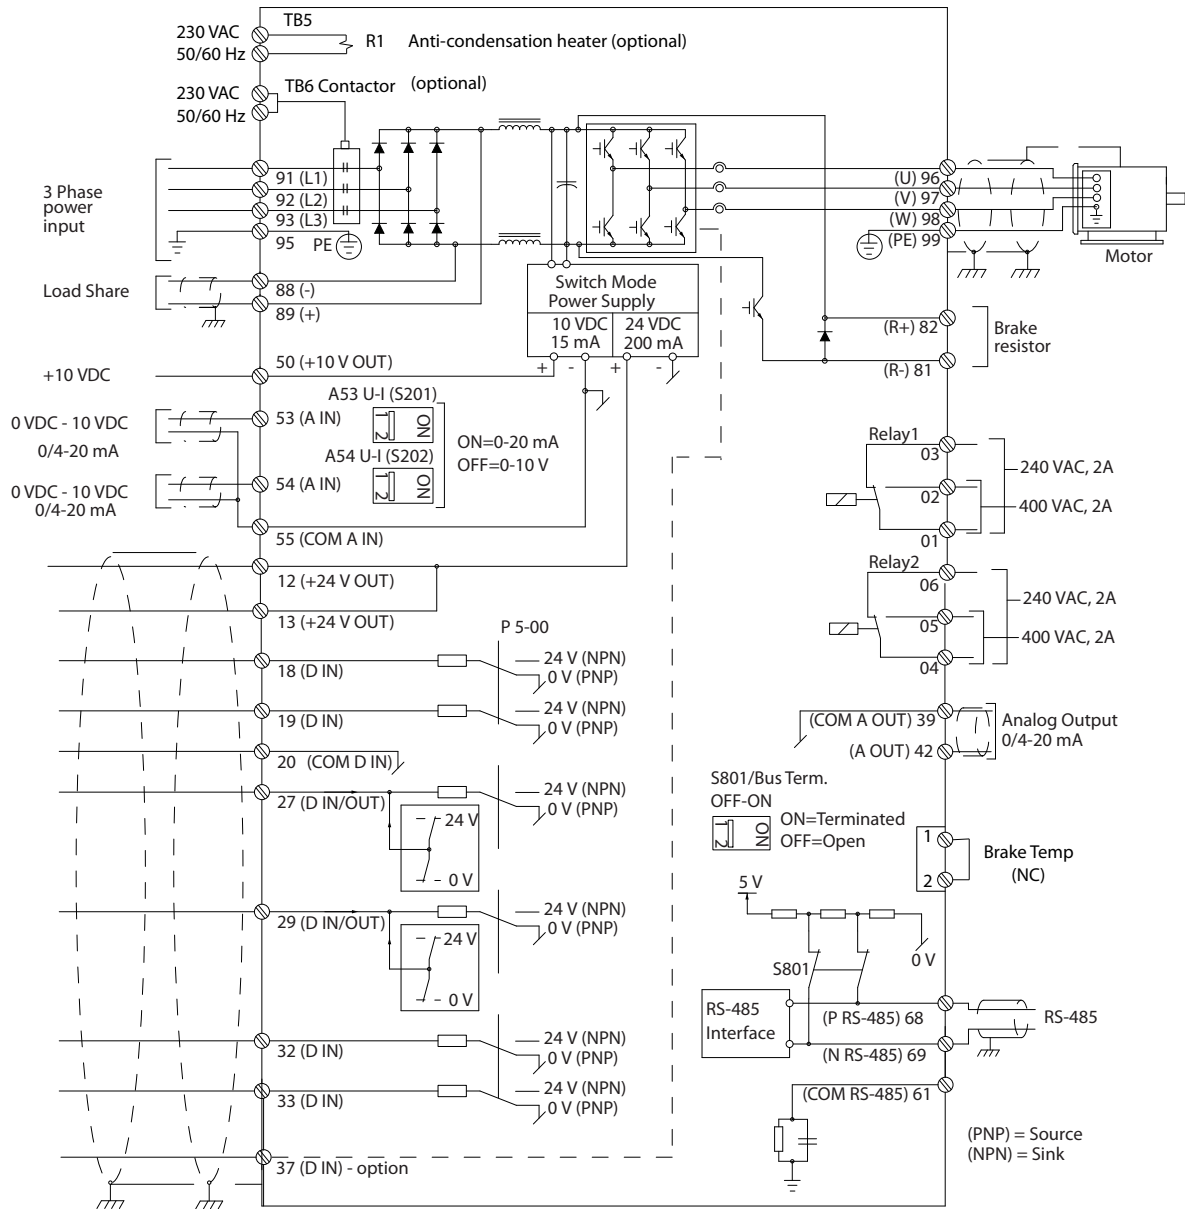 TB5
230 VAC
50/60 Hz
R1
Anti-condensation heater (optional)
TB6 Contactor (optional)
230 VAC
50/60 Hz
3 Phase
power
input
91 (L1)
92 (L2)
93 (L3)
95
PE
(U) 96
(V) 97
(W) 98
(PE) 99
Motor
Load Share
88 (-)
89 (+)
Switch Mode
Power Supply
10 VDC
15 mA
24 VDC
200 mA
+
-
+
-
(R+) 82
(R-) 81
Brake
resistor
+10 VDC
50 (+10 V OUT)
A53 U-I (S201)
1 2
ON
0 VDC - 10 VDC
0/4-20 mA
53 (A IN)
ON=0-20 mA
OFF=0-10 V
A54 U-I (S202)
1 2
ON
0 VDC - 10 VDC
0/4-20 mA
54 (A IN)
55 (COM A IN)
Relay1
03
02
01
240 VAC, 2A
400 VAC, 2A
Relay2
06
05
04
240 VAC, 2A
400 VAC, 2A
12 (+24 V OUT)
13 (+24 V OUT)
P 5-00
18 (D IN)
24 V (NPN)
0 V (PNP)
19 (D IN)
24 V (NPN)
0 V (PNP)
20 (COM D IN)
27 (D IN/OUT)
24 V (NPN)
0 V (PNP)
24 V
0 V
29 (D IN/OUT)
24 V (NPN)
0 V (PNP)
24 V
0 V
32 (D IN)
24 V (NPN)
0 V (PNP)
33 (D IN)
24 V (NPN)
0 V (PNP)
37 (D IN) - option
(COM A OUT) 39
(A OUT) 42
Analog Output
0/4-20 mA
S801/Bus Term.
OFF-ON
1 2
ON
ON=Terminated
OFF=Open
1
2
Brake Temp
(NC)
5 V
S801
0 V
RS-485
Interface
(P RS-485) 68
(N RS-485) 69
RS-485
(COM RS-485) 61
(PNP) = Source
(NPN) = Sink